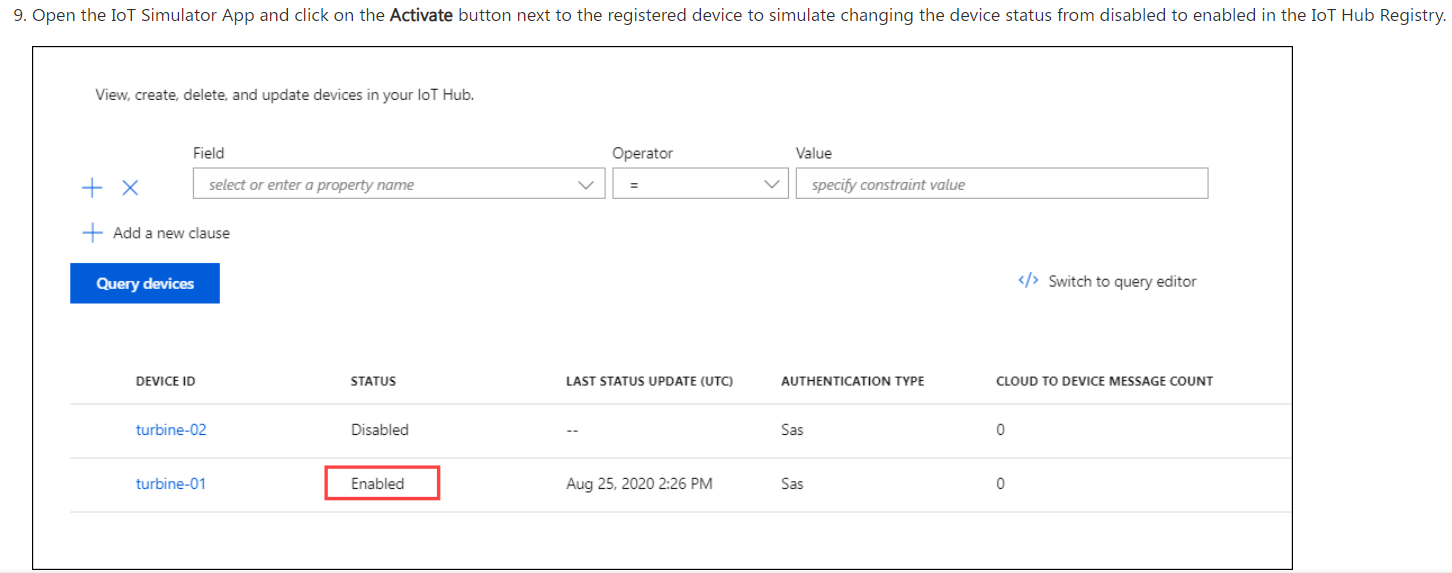 9. Open the IoT Simulator App and click on the Activate button next to the registered device to simulate changing the device status from disabled to enabled in the IoT Hub Registry.
View, create, delete, and update devices in your IoT Hub.
Field Operator Value
select or enter a property name = specify constraint value
Add a new clause
Query devices </> Switch to query editor
DEVICE ID STATUS LAST STATUS UPDATE (UTC) AUTHENTICATION TYPE CLOUD TO DEVICE MESSAGE COUNT
turbine-02 Disabled -- Sas 0
turbine-01 Enabled Aug 25, 2020 2:26 PM Sas 0